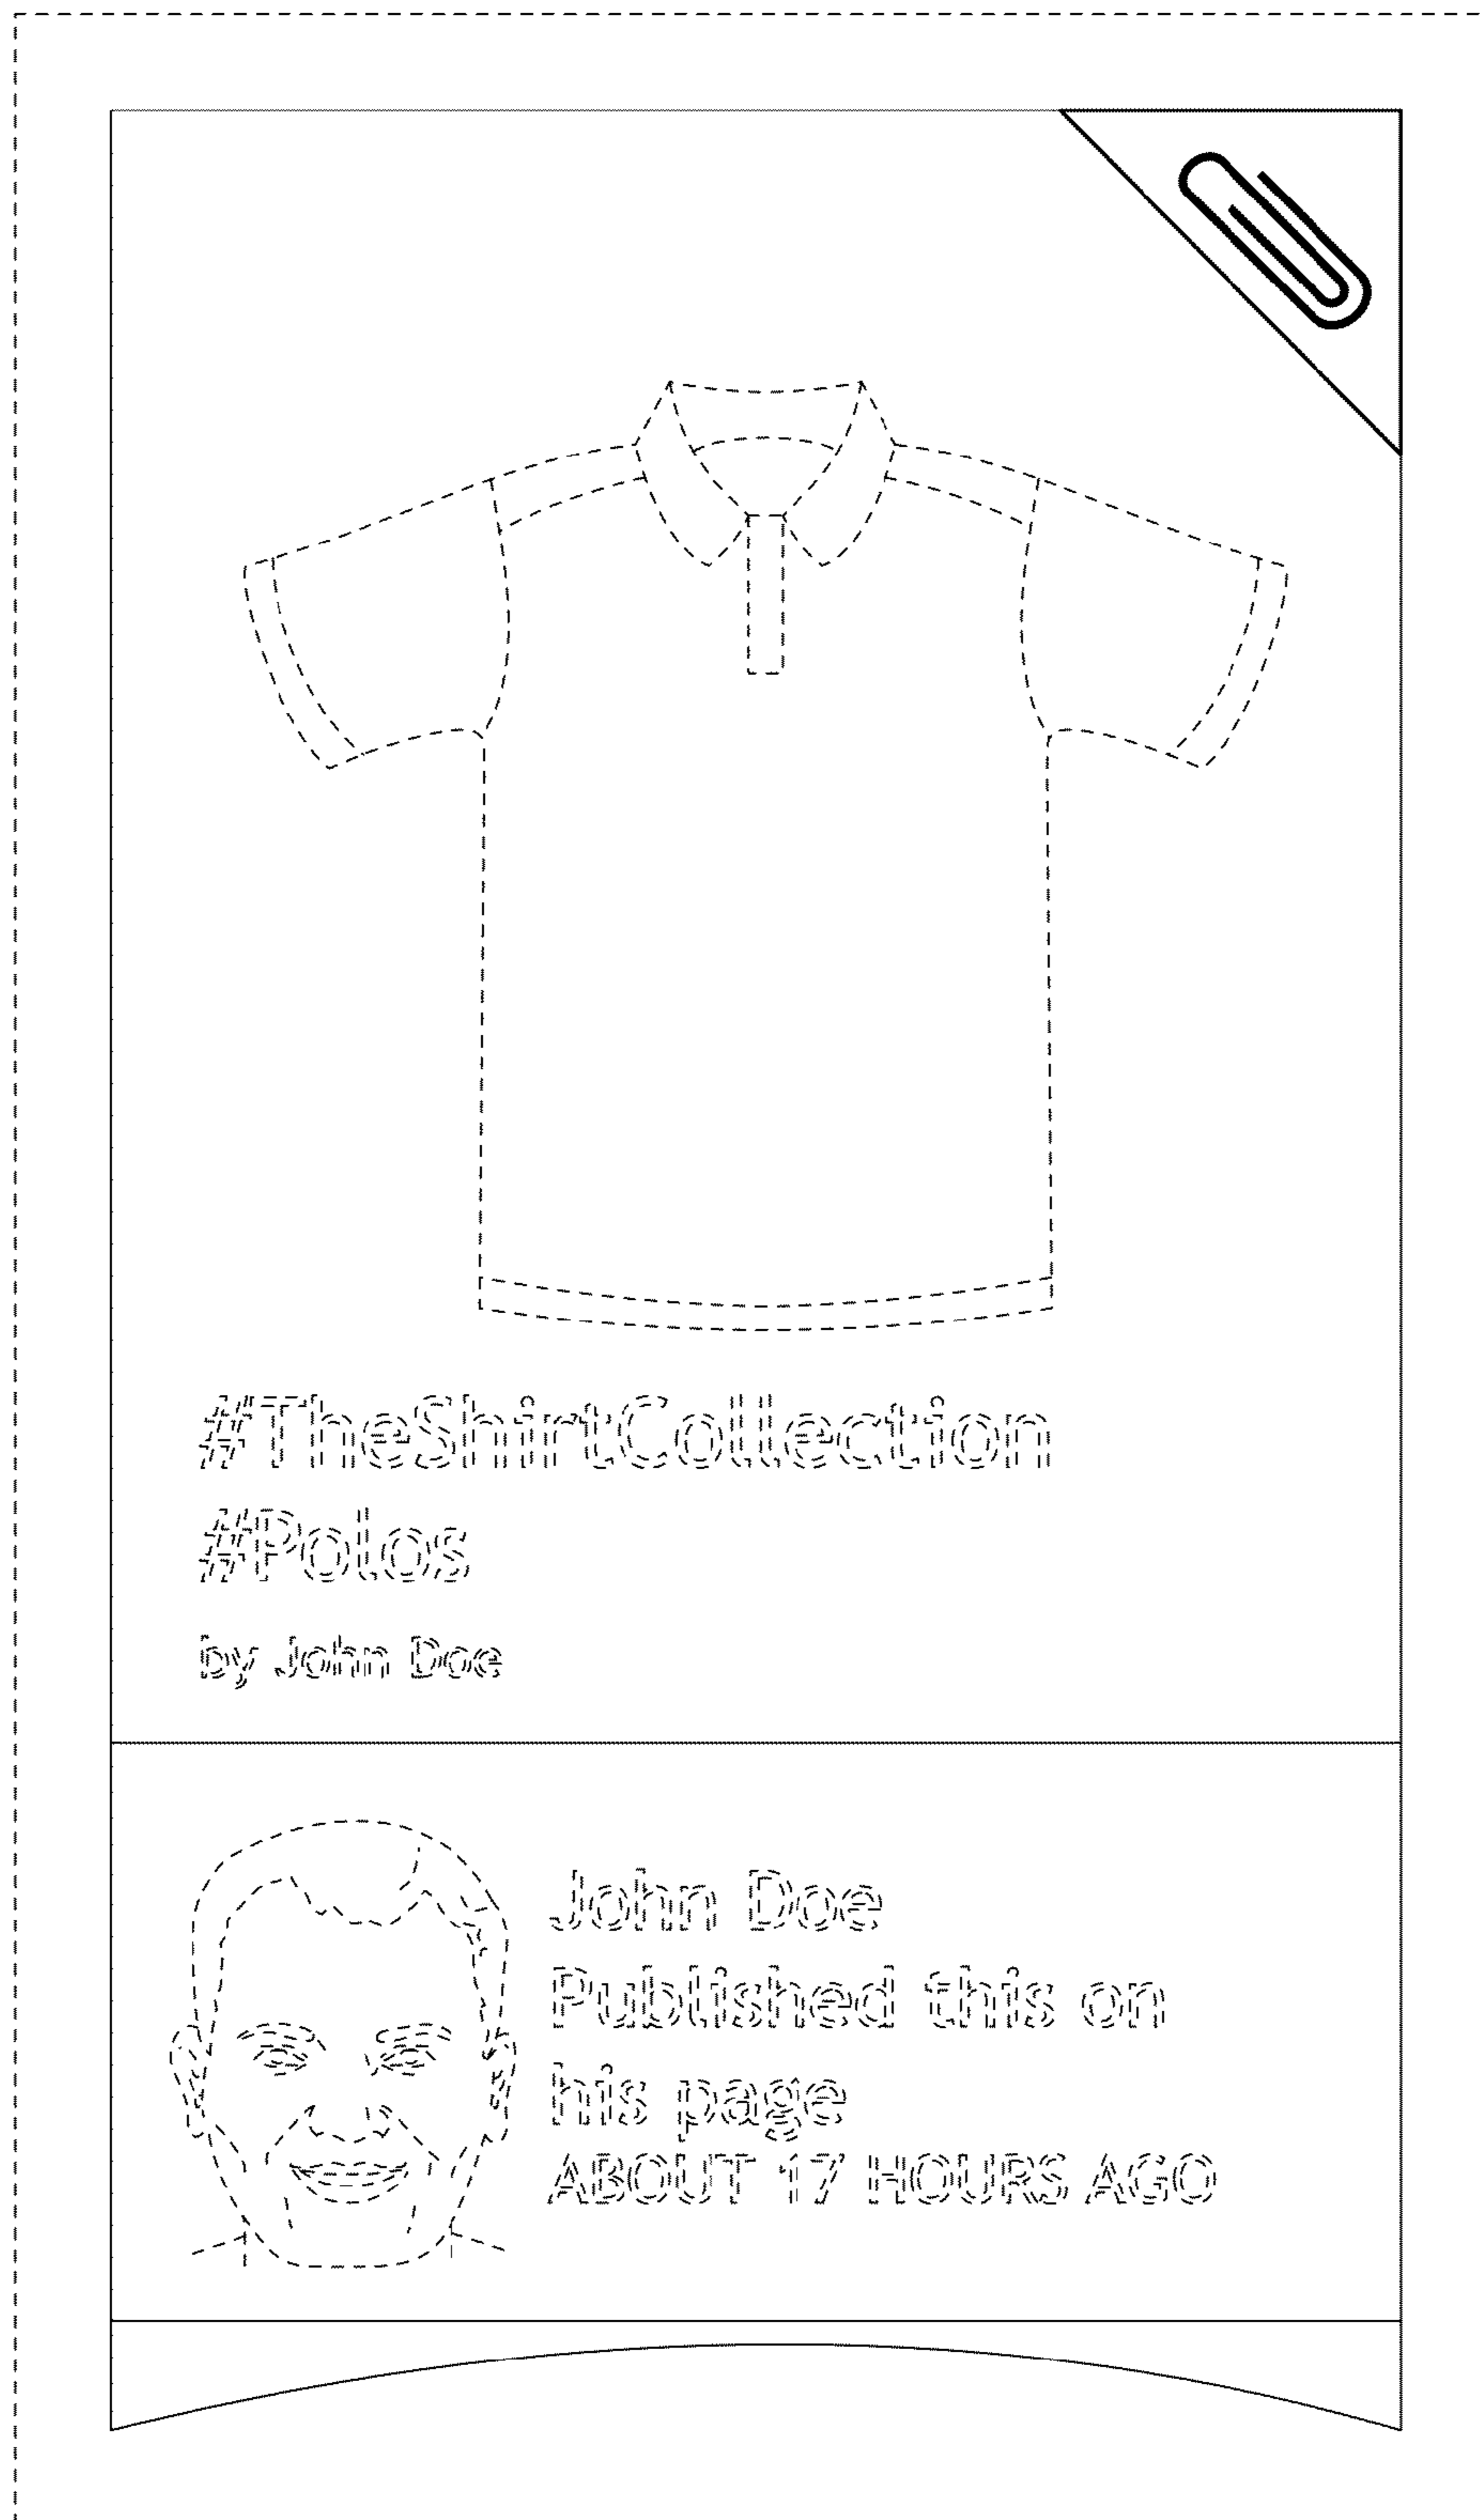 #TheShirtCollection
#Polos
by John Doe
John Doe
Published this on
his page
ABOUT 17 HOURS AGO